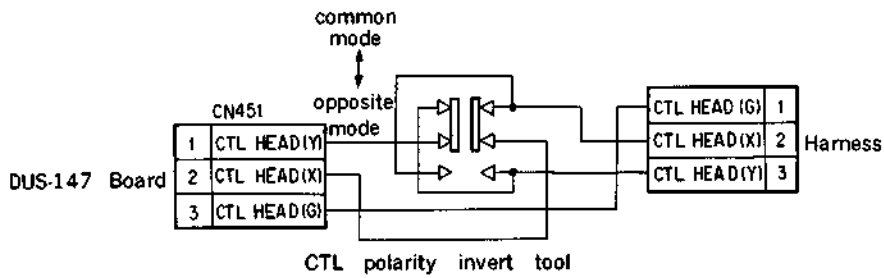 common
mode
opposite
mode
CN451
1 CTL HEAD(Y)
2 CTL HEAD(X)
3 CTL HEAD(G)
DUS-147 Board
CTL HEAD(G) 1
CTL HEAD(X) 2
CTL HEAD(Y) 3
Harness
CTL polarity invert tool